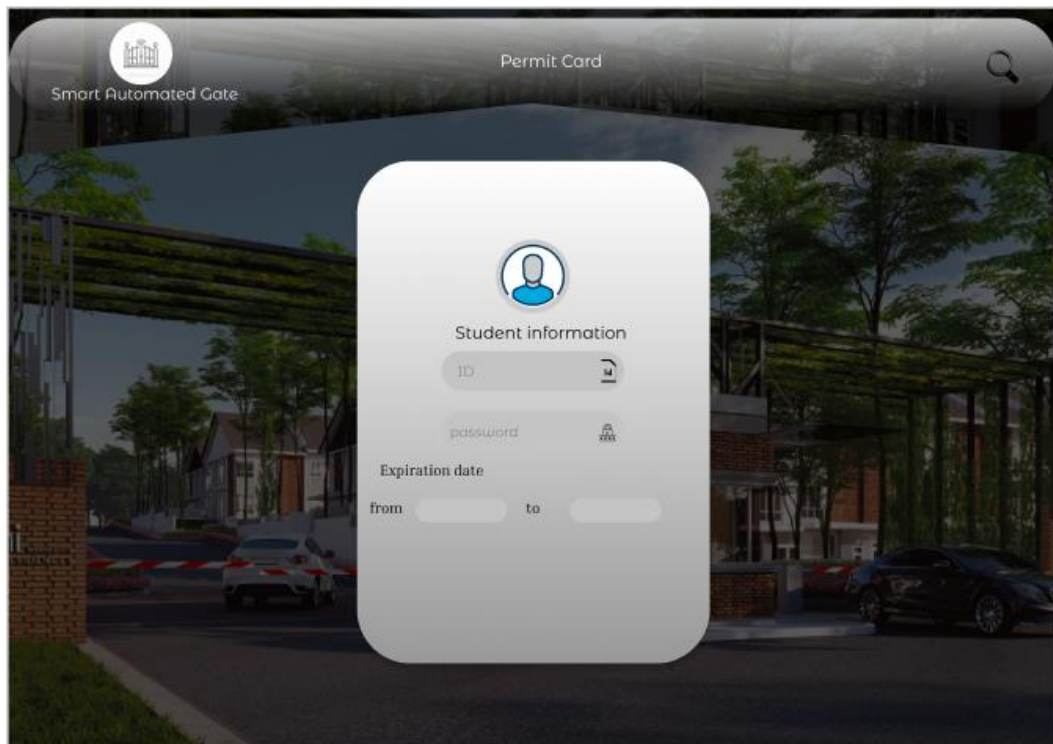 Permit Card
Smart Automated Gate
Student information
ID
password
Expiration date
from to